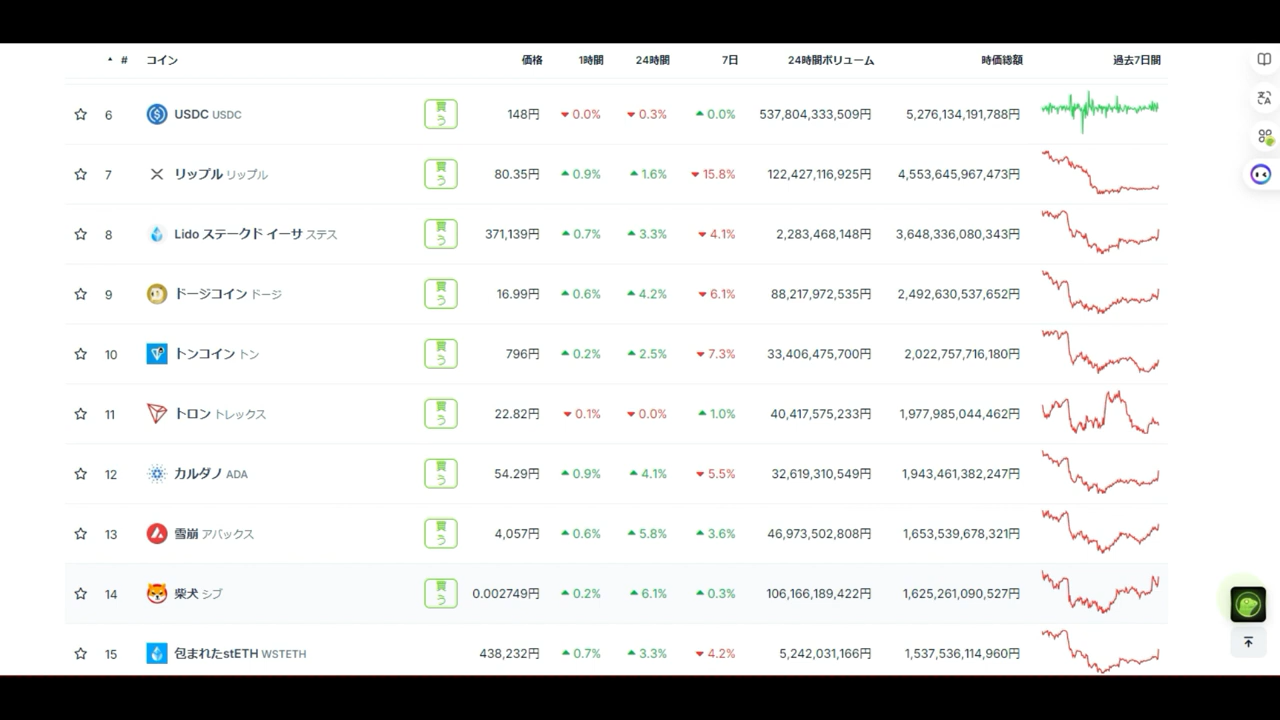 # コイン 価格 1時間 24時間 7日 24時間ボリューム 時価総額 過去7日間
6 USDC USDC 買う 148円 0.0% 0.3% 0.0% 537,804,333,509円 5,276,134,191,788円
7 リップル リップル 買う 80.35円 0.9% 1.6% 15.8% 122,427,116,925円 4,553,645,967,473円
8 Lido ステークド イーサ ステス 買う 371,139円 0.7% 3.3% 4.1% 2,283,468,148円 3,648,336,080,343円
9 ドージコイン ドージ 買う 16.99円 0.6% 4.2% 6.1% 88,217,972,535円 2,492,630,537,652円
10 トンコイン トン 買う 796円 0.2% 2.5% 7.3% 33,406,475,700円 2,022,757,716,180円
11 トロン トレックス 買う 22.82円 0.1% 0.0% 1.0% 40,417,575,233円 1,977,985,044,462円
12 カルダノ ADA 買う 54.29円 0.9% 4.1% 5.5% 32,619,310,549円 1,943,461,382,247円
13 雪崩 アバックス 買う 4,057円 0.6% 5.8% 3.6% 46,973,502,808円 1,653,539,678,321円
14 柴犬 シブ 買う 0.002749円 0.2% 6.1% 0.3% 106,166,189,422円 1,625,261,090,527円
15 包まれたstETH WSTETH 438,232円 0.7% 3.3% 4.2% 5,242,031,166円 1,537,536,114,960円